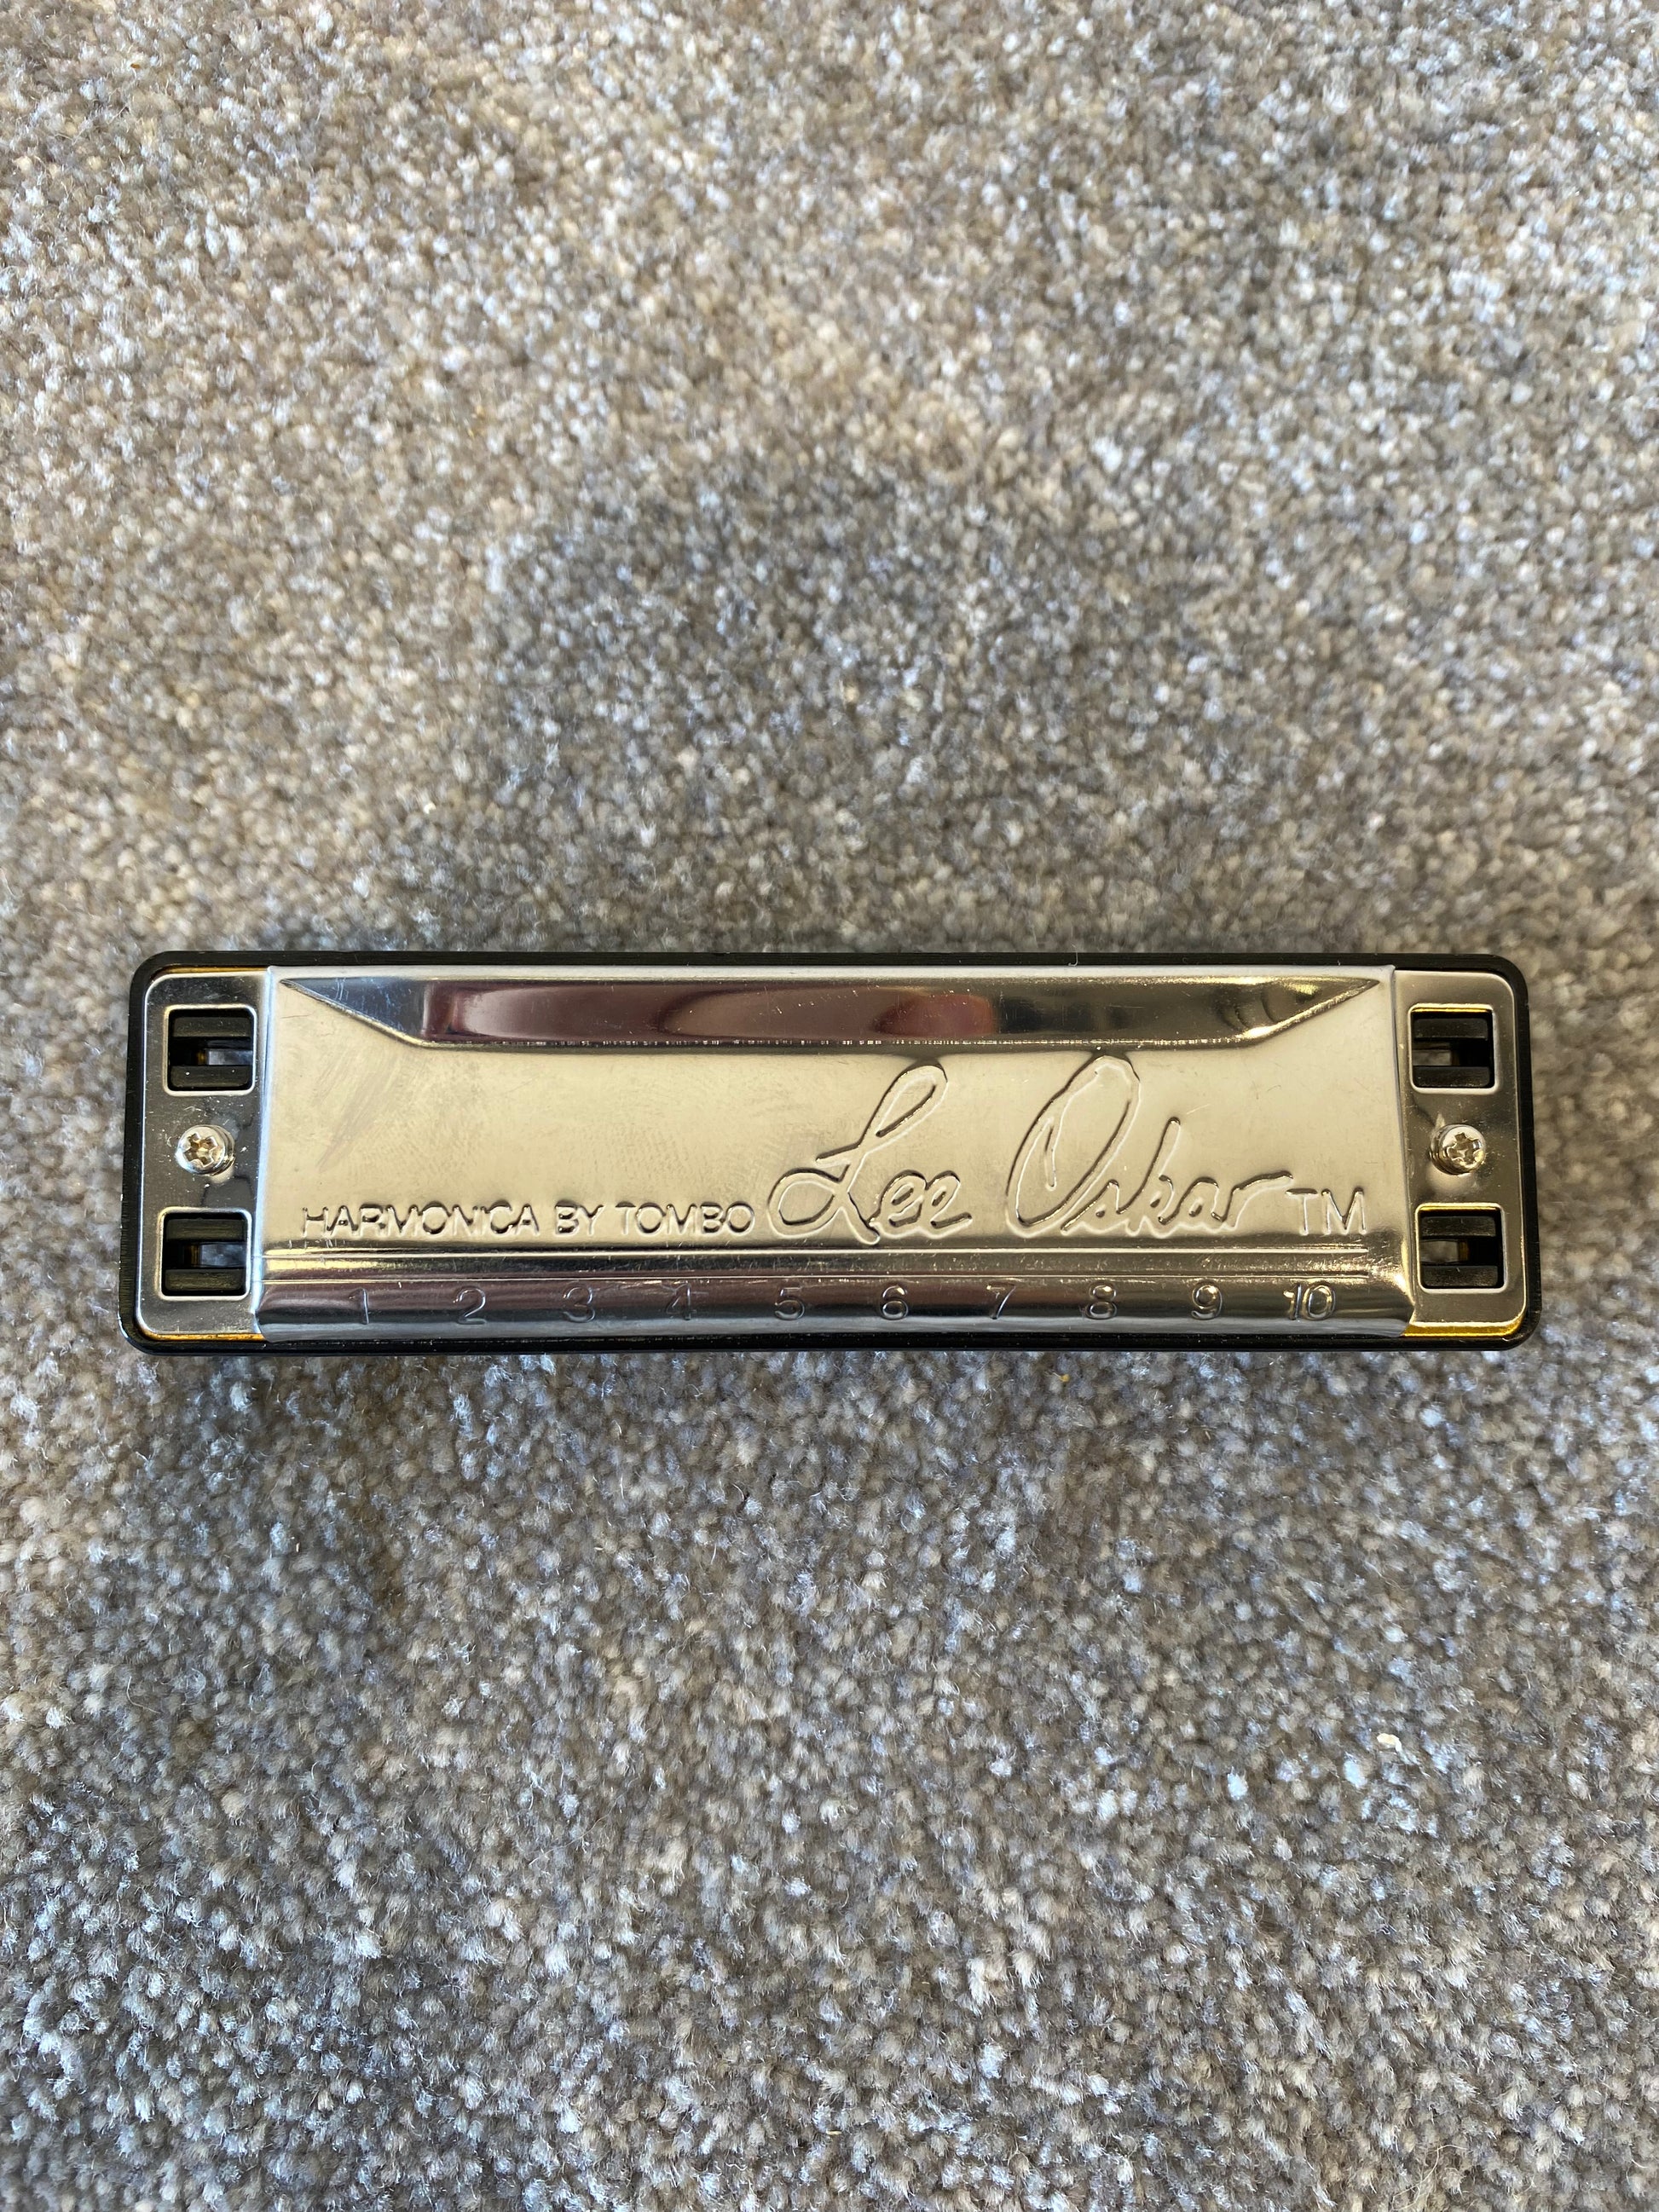 HARMONICA BY TOMBO Lee Oskar TM
1 2 3 4 5 6 7 8 9 10